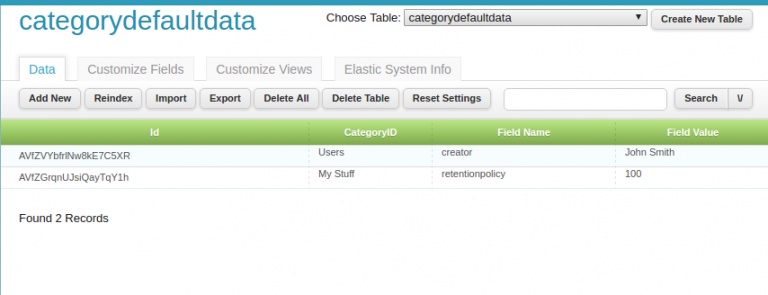 categorydefaultdata
Choose Table: categorydefaultdata
Create New Table
Data Customize Fields Customize Views Elastic System Info
Add New Reindex Import Export Delete All Delete Table Reset Settings Search \/
Id CategoryID Field Name Field Value
AVfZVYbfrlNw8kE7C5XR Users creator John Smith
AVfZGrqnUJsiQayTqY1h My Stuff retentionpolicy 100
Found 2 Records